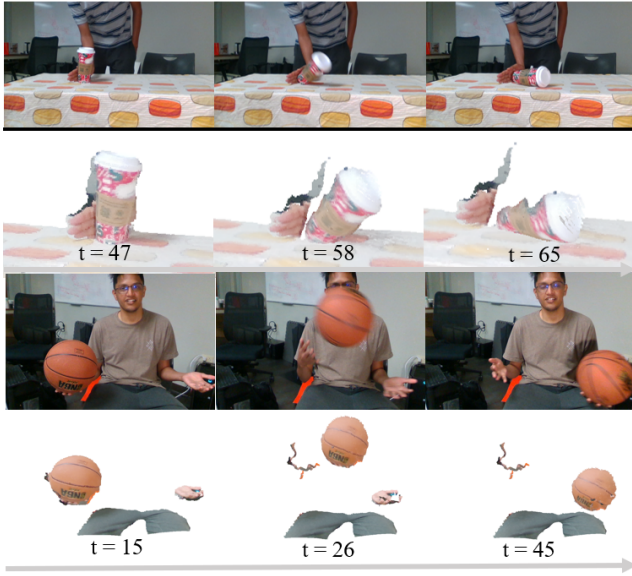 t = 47
t = 58
t = 65
t = 15
t = 26
t = 45